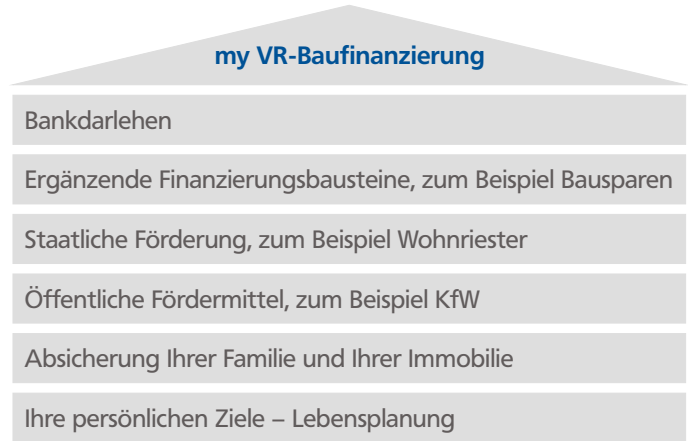 my VR-Baufinanzierung
Bankdarlehen
Ergänzende Finanzierungsbausteine, zum Beispiel Bausparen
Staatliche Förderung, zum Beispiel Wohnriester
Öffentliche Fördermittel, zum Beispiel KfW
Absicherung Ihrer Familie und Ihrer Immobilie
Ihre persönlichen Ziele – Lebensplanung